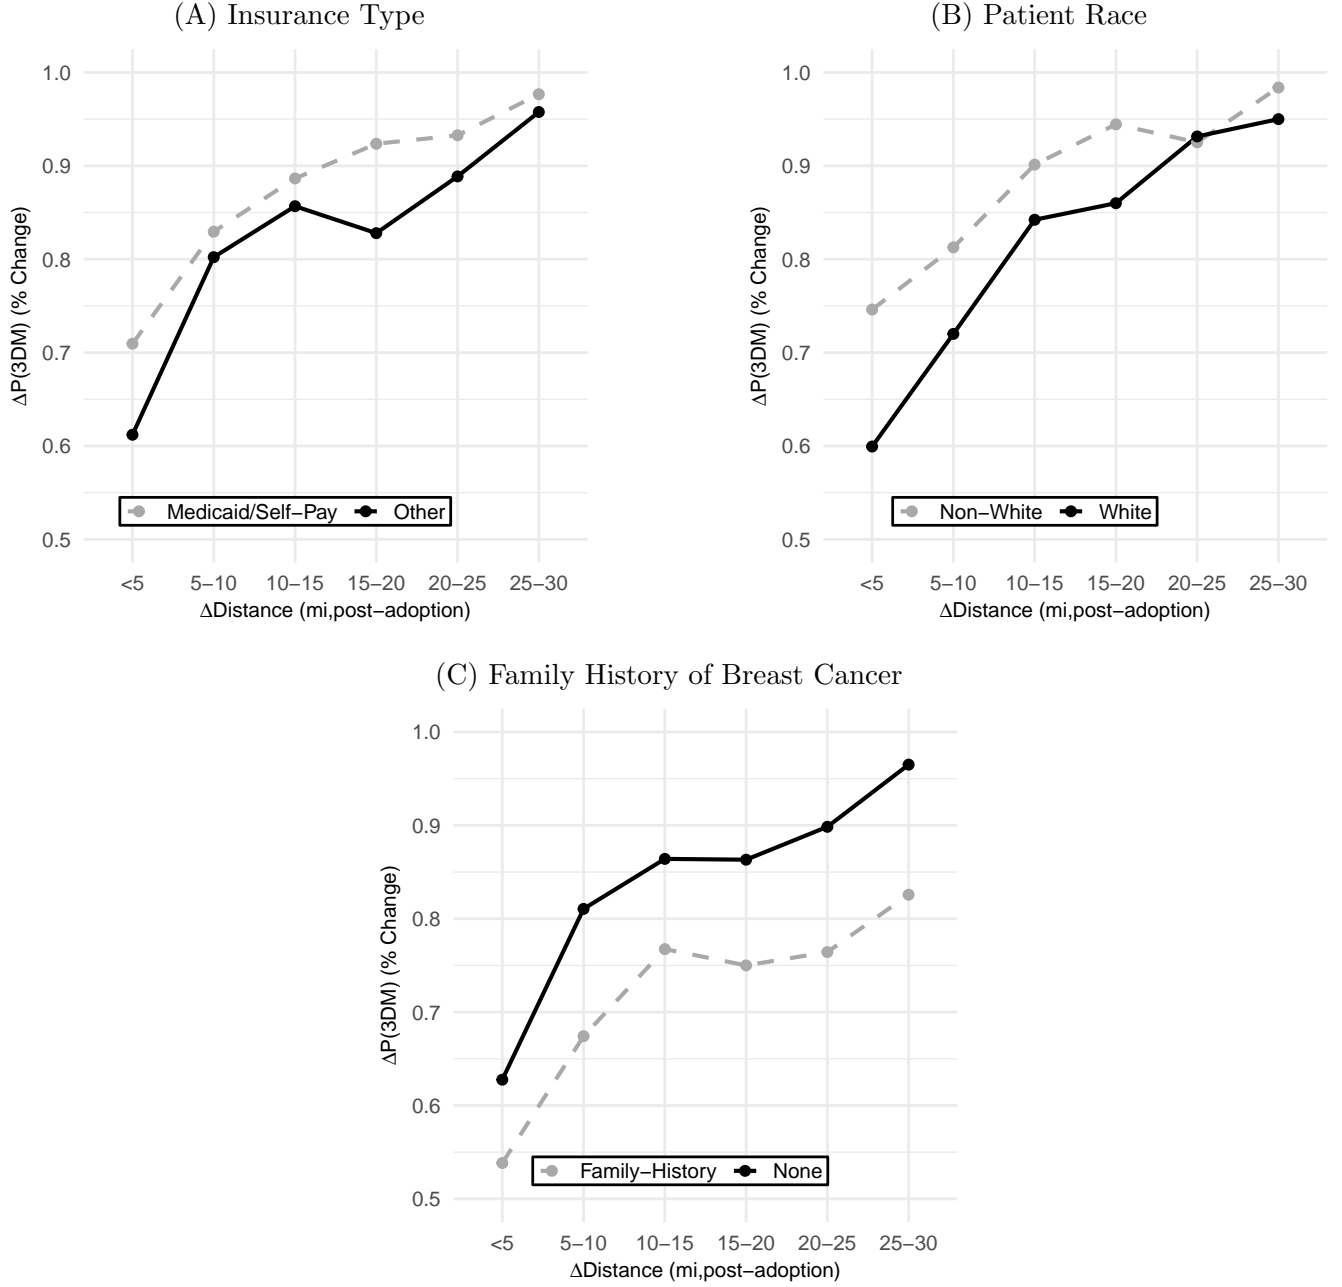 (A) Insurance Type
ΔP(3DM) (% Change)
1.0
0.9
0.8
0.7
0.6
0.5
Medicaid/Self−Pay Other
<5 5−10 10−15 15−20 20−25 25−30
ΔDistance (mi,post−adoption)
(B) Patient Race
ΔP(3DM) (% Change)
1.0
0.9
0.8
0.7
0.6
0.5
Non−White White
<5 5−10 10−15 15−20 20−25 25−30
ΔDistance (mi,post−adoption)
(C) Family History of Breast Cancer
ΔP(3DM) (% Change)
1.0
0.9
0.8
0.7
0.6
0.5
Family−History None
<5 5−10 10−15 15−20 20−25 25−30
ΔDistance (mi,post−adoption)